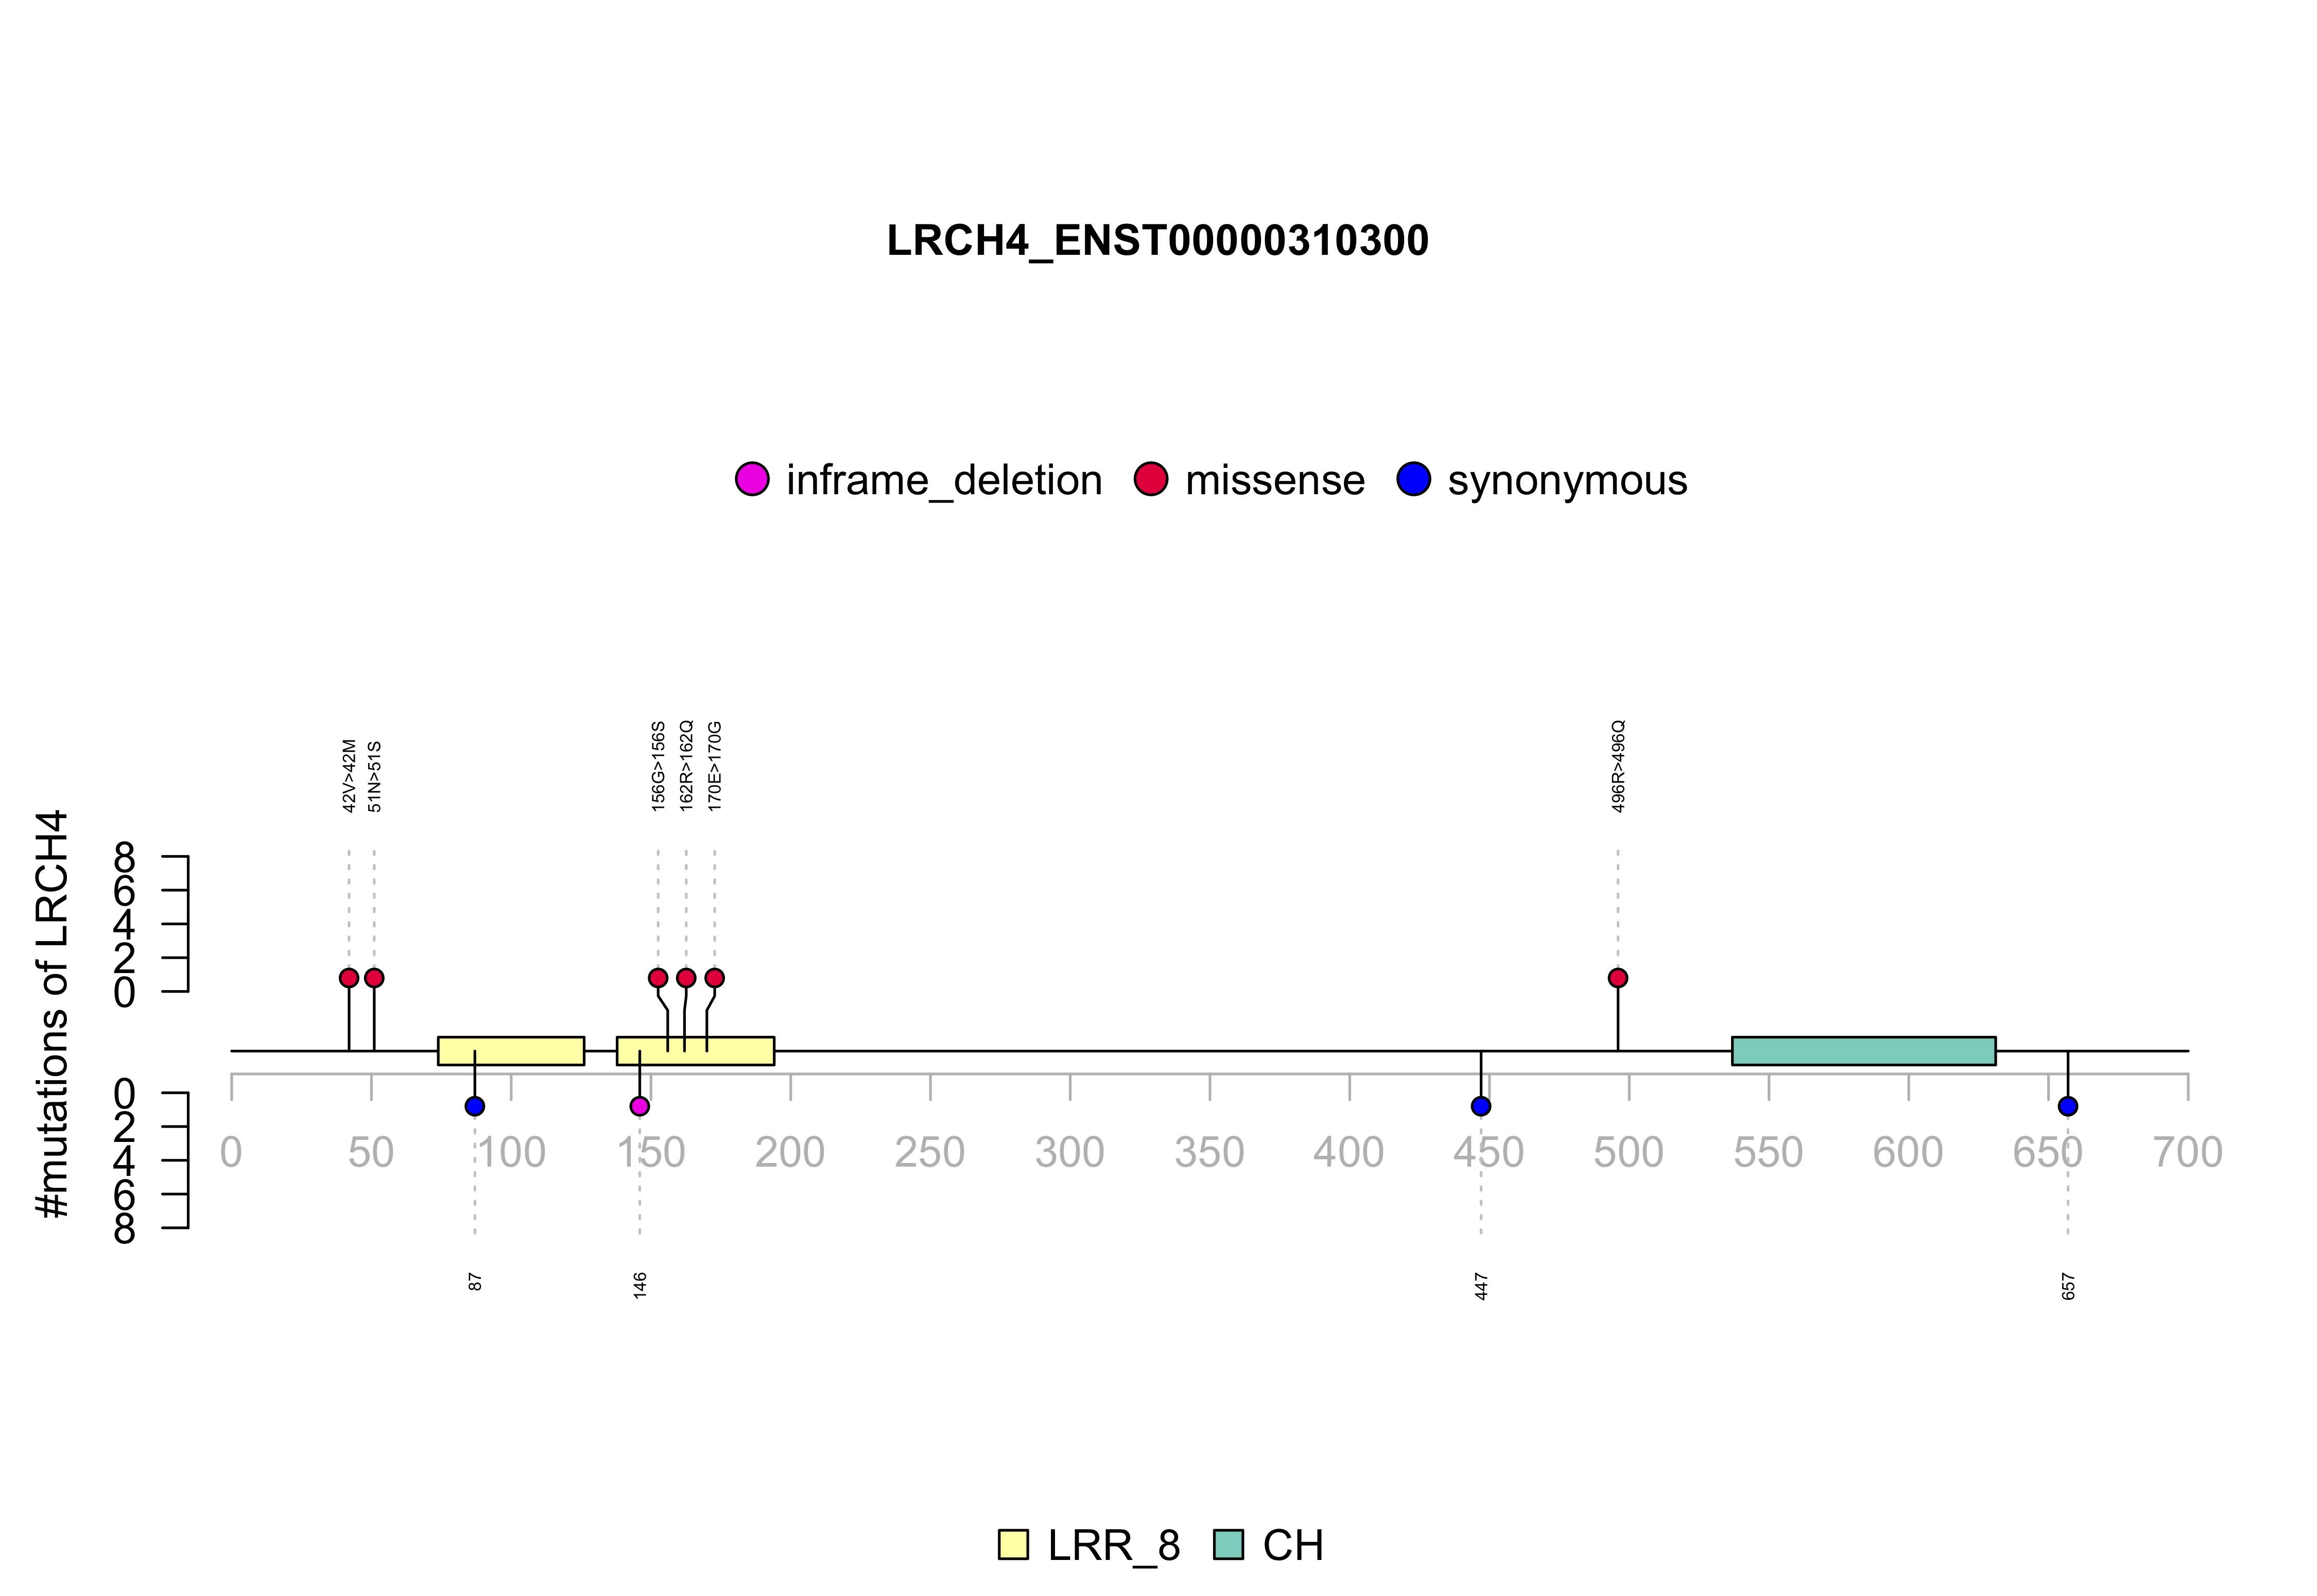 LRCH4_ENST00000310300
inframe_deletion missense synonymous
42V>42M
51N>51S
156G>156S
162R>162Q
170E>170G
496R>496Q
#mutations of LRCH4
8
6
4
2
0
0
2
4
6
8
0 50 100 150 200 250 300 350 400 450 500 550 600 650 700
87
146
447
657
LRR_8 CH